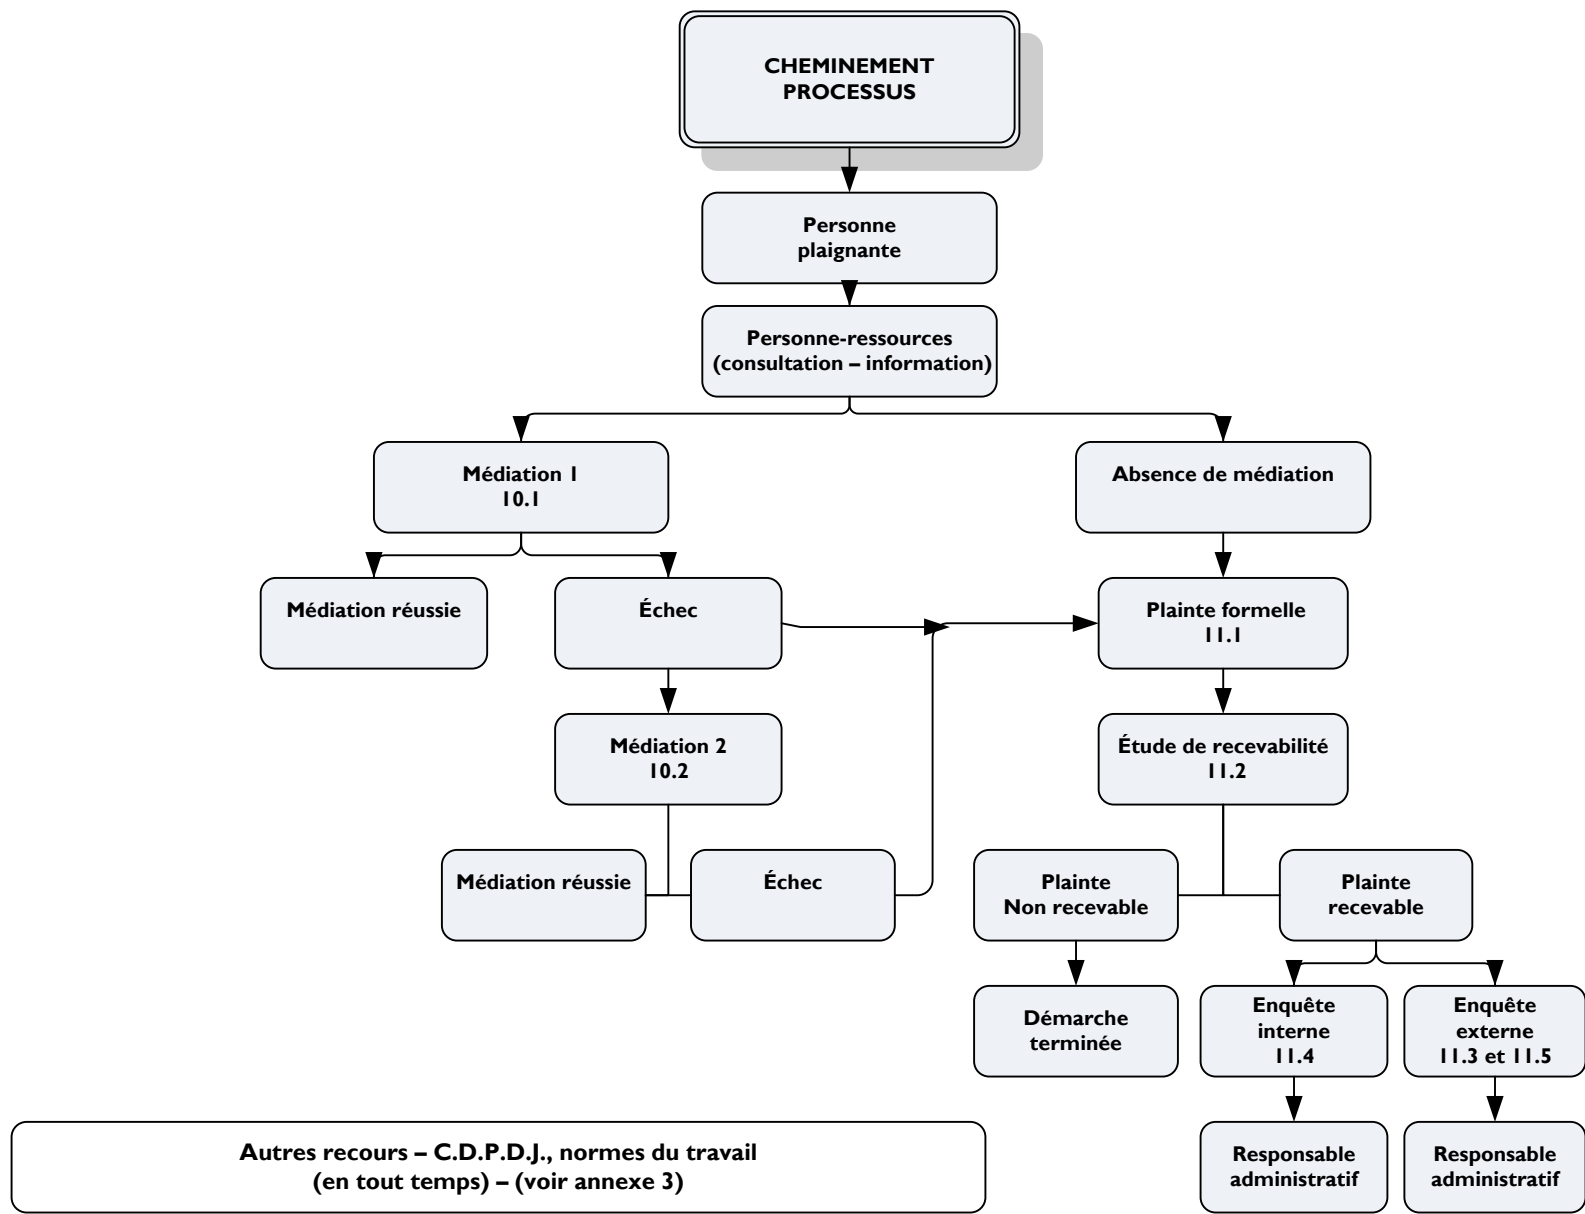 CHEMINEMENT
PROCESSUS
Personne
plaignante
Personne-ressources
(consultation – information)
Médiation 1
10.1
Absence de médiation
Médiation réussie
Échec
Plainte formelle
11.1
Médiation 2
10.2
Étude de recevabilité
11.2
Médiation réussie
Échec
Plainte
Non recevable
Plainte
recevable
Démarche
terminée
Enquête
interne
11.4
Enquête
externe
11.3 et 11.5
Autres recours – C.D.P.D.J., normes du travail
(en tout temps) – (voir annexe 3)
Responsable
administratif
Responsable
administratif